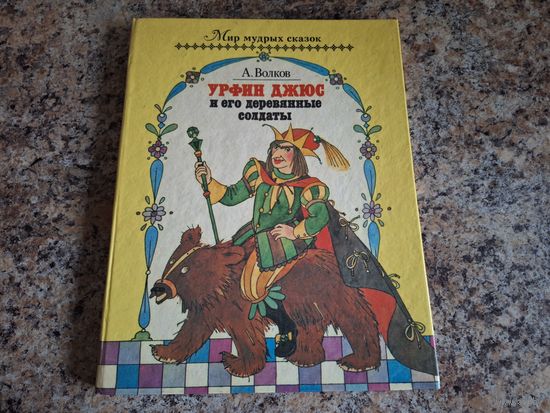 Мир мудрых сказок
А. Волков
УРФИН ДЖЮС
и его деревянные
солдаты